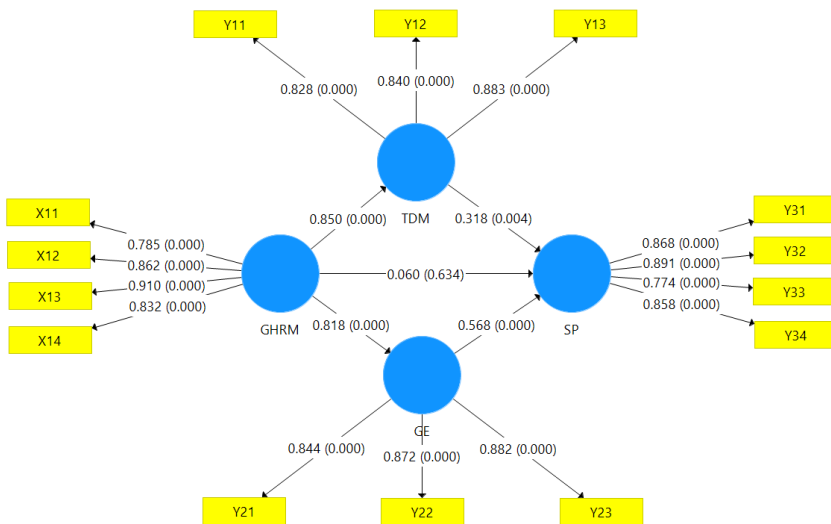 Y11
Y12
Y13
0.828 (0.000)
0.840 (0.000)
0.883 (0.000)
TDM
X11
X12
X13
X14
0.785 (0.000)
0.862 (0.000)
0.910 (0.000)
0.832 (0.000)
GHRM
0.850 (0.000)
0.318 (0.004)
0.060 (0.634)
0.818 (0.000)
0.568 (0.000)
SP
0.868 (0.000)
0.891 (0.000)
0.774 (0.000)
0.858 (0.000)
Y31
Y32
Y33
Y34
GE
0.844 (0.000)
0.872 (0.000)
0.882 (0.000)
Y21
Y22
Y23